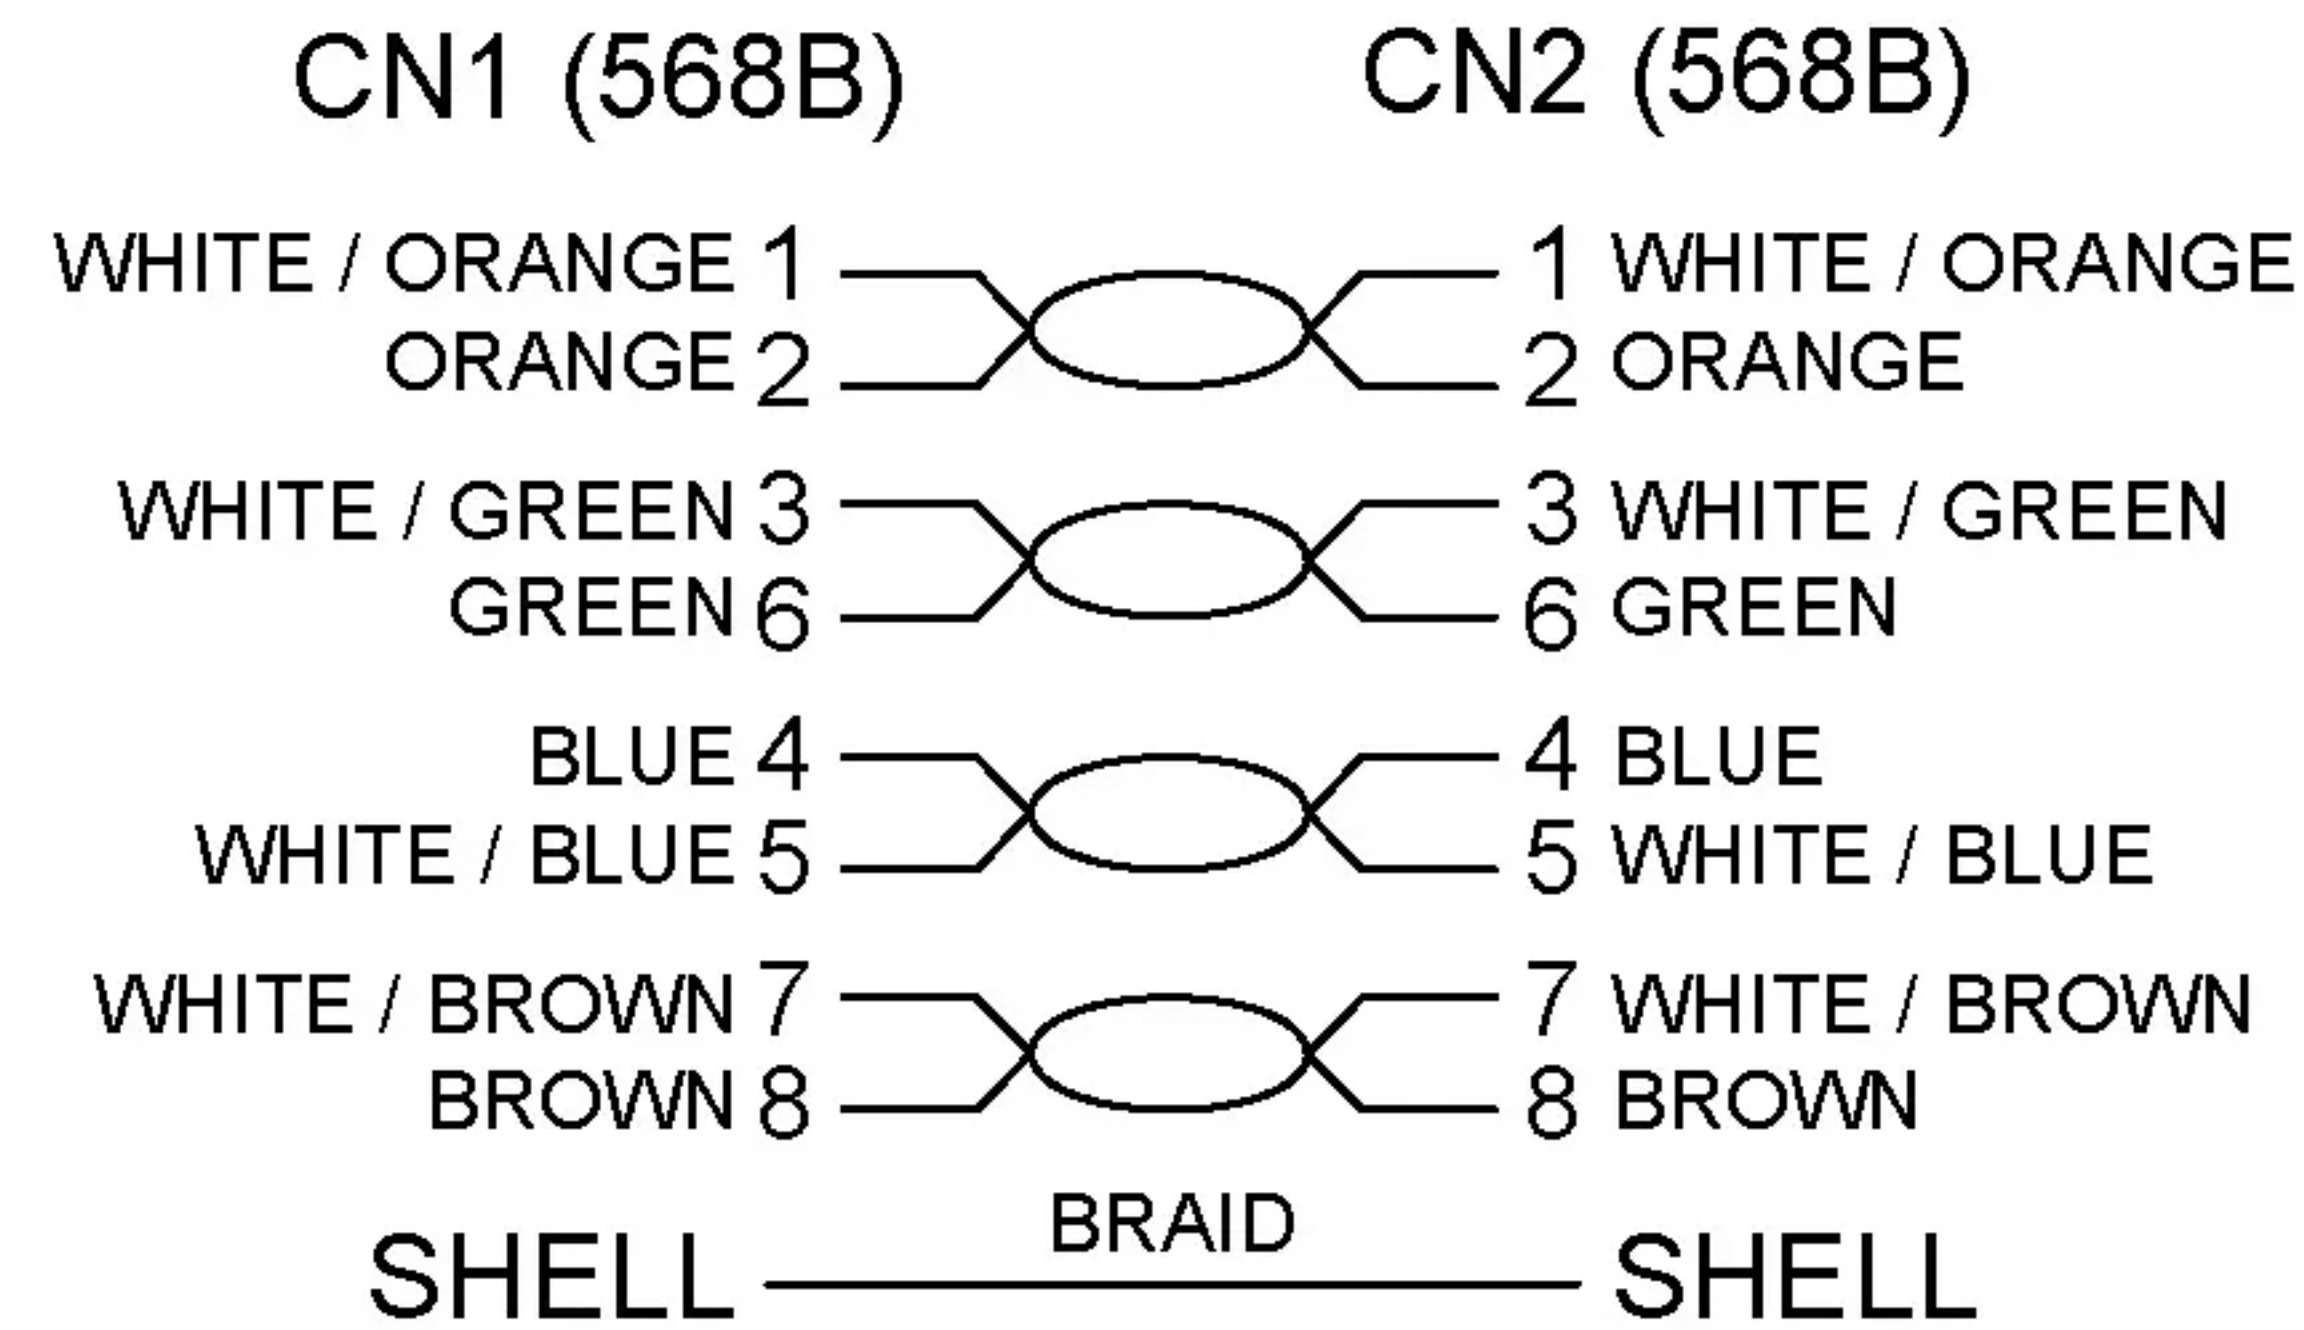 CN1 (568B) CN2 (568B)
WHITE / ORANGE 1 1 WHITE / ORANGE
ORANGE 2 2 ORANGE
WHITE / GREEN 3 3 WHITE / GREEN
GREEN 6 6 GREEN
BLUE 4 4 BLUE
WHITE / BLUE 5 5 WHITE / BLUE
WHITE / BROWN 7 7 WHITE / BROWN
BROWN 8 8 BROWN
BRAID
SHELL SHELL